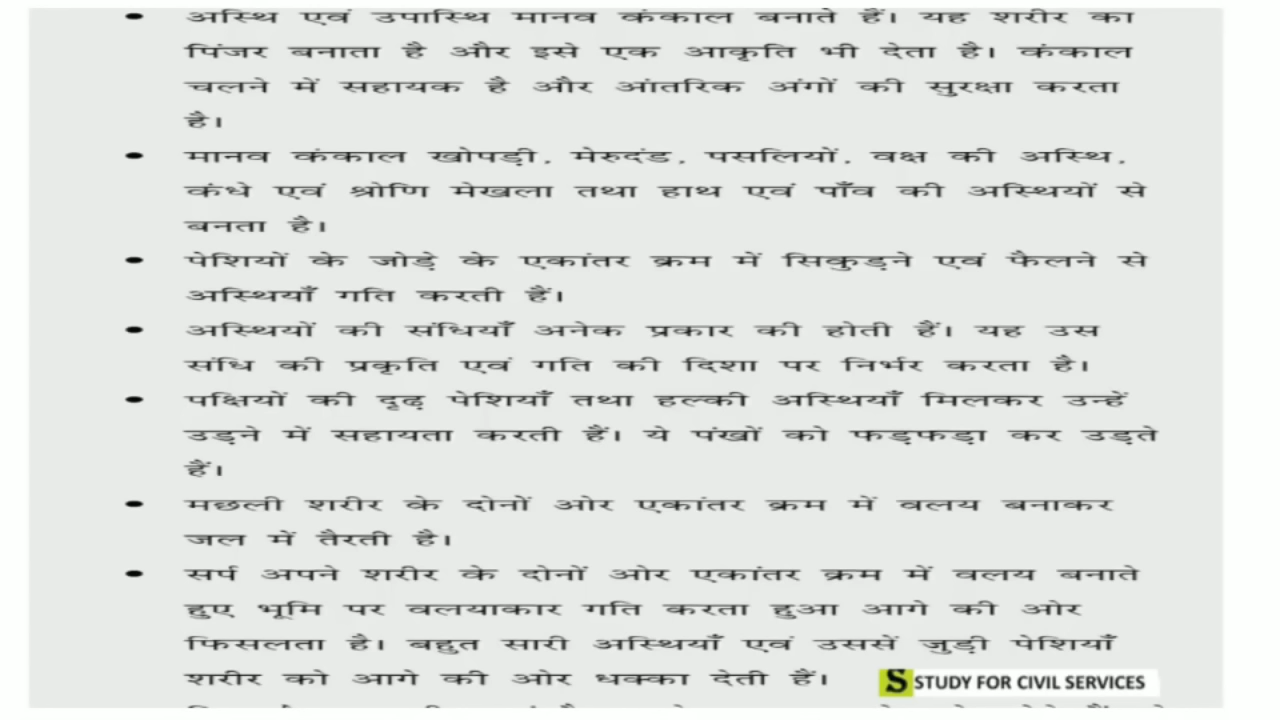 अस्थि एवं उपास्थि मानव कंकाल बनाते हैं। यह शरीर का
पिंजर बनाता है और इसे एक आकृति भी देता है। कंकाल
चलने में सहायक है और आंतरिक अंगों की सुरक्षा करता
है।
मानव कंकाल खोपड़ी, मेरुदंड, पसलियों, वक्ष की अस्थि,
कंधे एवं श्रोणि मेखला तथा हाथ एवं पाँव की अस्थियों से
बनता है।
पेशियों के जोड़े के एकांतर क्रम में सिकुड़ने एवं फैलने से
अस्थियाँ गति करती हैं।
अस्थियों की संधियाँ अनेक प्रकार की होती हैं। यह उस
संधि की प्रकृति एवं गति की दिशा पर निर्भर करता है।
पक्षियों की दृढ़ पेशियाँ तथा हल्की अस्थियाँ मिलकर उन्हें
उड़ने में सहायता करती हैं। ये पंखों को फड़फड़ा कर उड़ते
हैं।
मछली शरीर के दोनों ओर एकांतर क्रम में वलय बनाकर
जल में तैरती है।
सर्प अपने शरीर के दोनों ओर एकांतर क्रम में वलय बनाते
हुए भूमि पर वलयाकार गति करता हुआ आगे की ओर
फिसलता है। बहुत सारी अस्थियाँ एवं उससें जुड़ी पेशियाँ
शरीर को आगे की ओर धक्का देती हैं।
S STUDY FOR CIVIL SERVICES